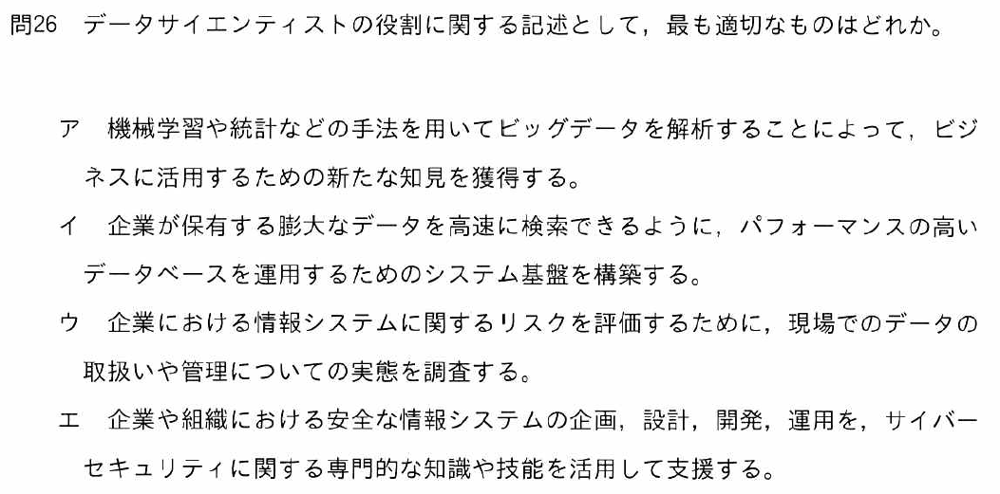 問26　データサイエンティストの役割に関する記述として，最も適切なものはどれか。
ア　機械学習や統計などの手法を用いてビッグデータを解析することによって，ビジ
ネスに活用するための新たな知見を獲得する。
イ　企業が保有する膨大なデータを高速に検索できるように，パフォーマンスの高い
データベースを運用するためのシステム基盤を構築する。
ウ　企業における情報システムに関するリスクを評価するために，現場でのデータの
取扱いや管理についての実態を調査する。
エ　企業や組織における安全な情報システムの企画，設計，開発，運用を，サイバー
セキュリティに関する専門的な知識や技能を活用して支援する。